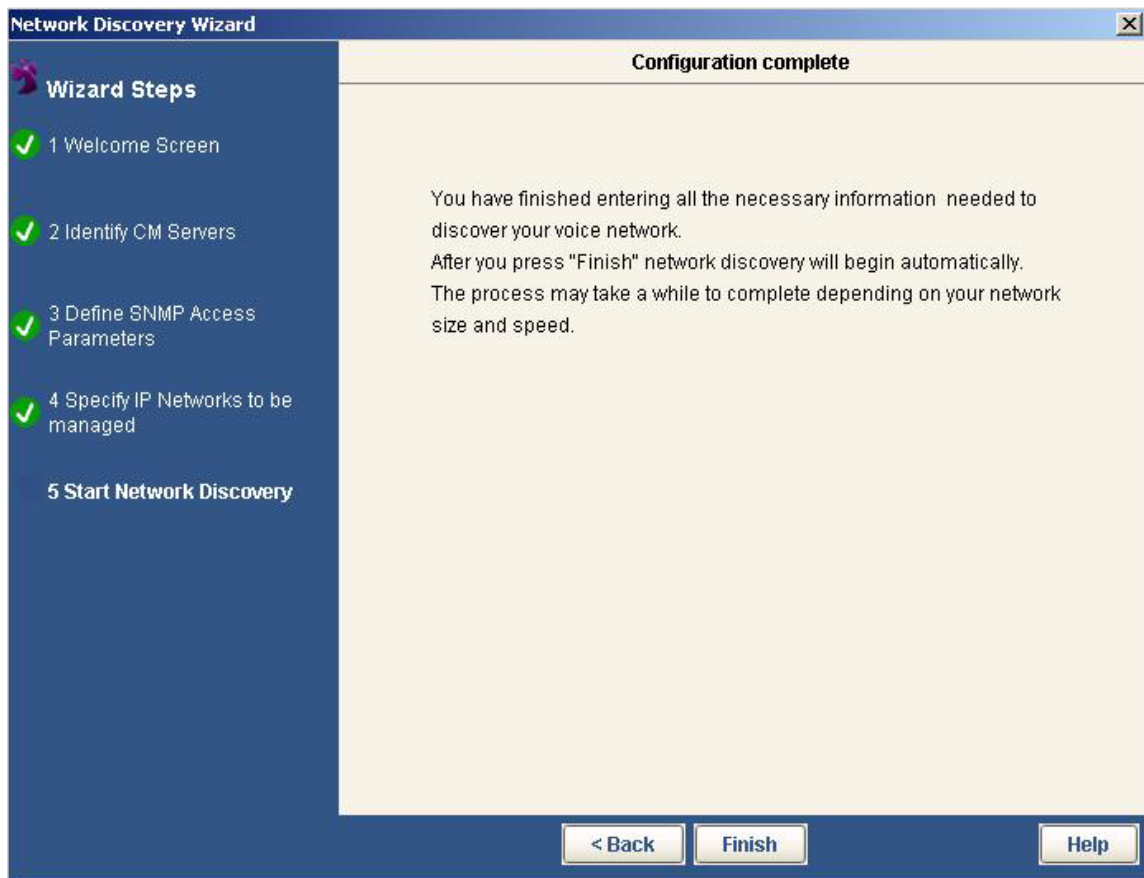 Network Discovery Wizard
Wizard Steps
1 Welcome Screen
2 Identify CM Servers
3 Define SNMP Access
Parameters
4 Specify IP Networks to be
managed
5 Start Network Discovery
Configuration complete
You have finished entering all the necessary information  needed to
discover your voice network.
After you press "Finish" network discovery will begin automatically.
The process may take a while to complete depending on your network
size and speed.
< Back
Finish
Help